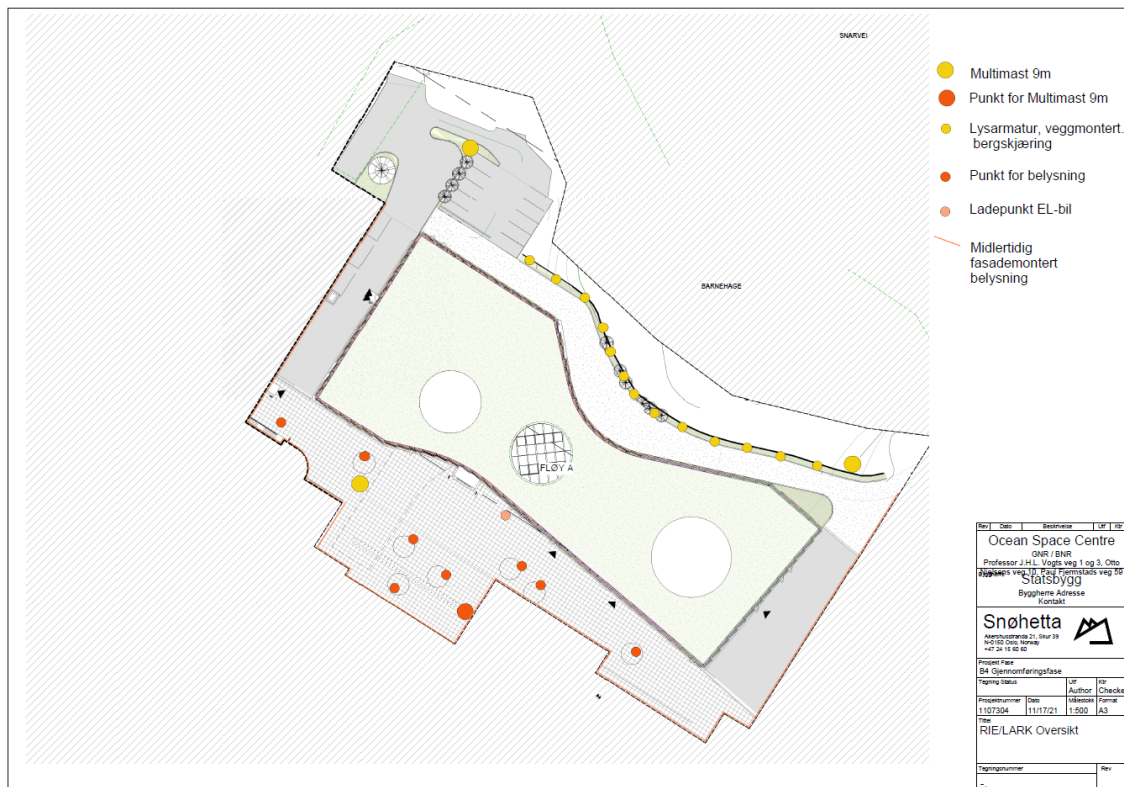 SNARVEI
Multimast 9m
Punkt for Multimast 9m
Lysarmatur, veggmontert.
bergskjæring
Punkt for belysning
Ladepunkt EL-bil
Midlertidig
fasademontert
belysning
BARNEHAGE
FLØY A
Rev Dato Beskrivelse Utf Ktr
Ocean Space Centre
GNR / BNR
Professor J.H.L. Vogts veg 1 og 3, Otto
Nielsens veg 10, Paul Fjermstads veg 59
Statsbygg
Byggherre Adresse
Kontakt
Snøhetta
Akershusstranda 21, Skur 39
N-0150 Oslo, Norway
+47 24 15 60 60
Prosjekt Fase
B4 Gjennomføringsfase
Tegning Status Utf Ktr
Author Checke
Prosjektnummer Dato Målestokk Format
1107304 11/17/21 1:500 A3
Tittel
RIE/LARK Oversikt
Tegningsnummer Rev